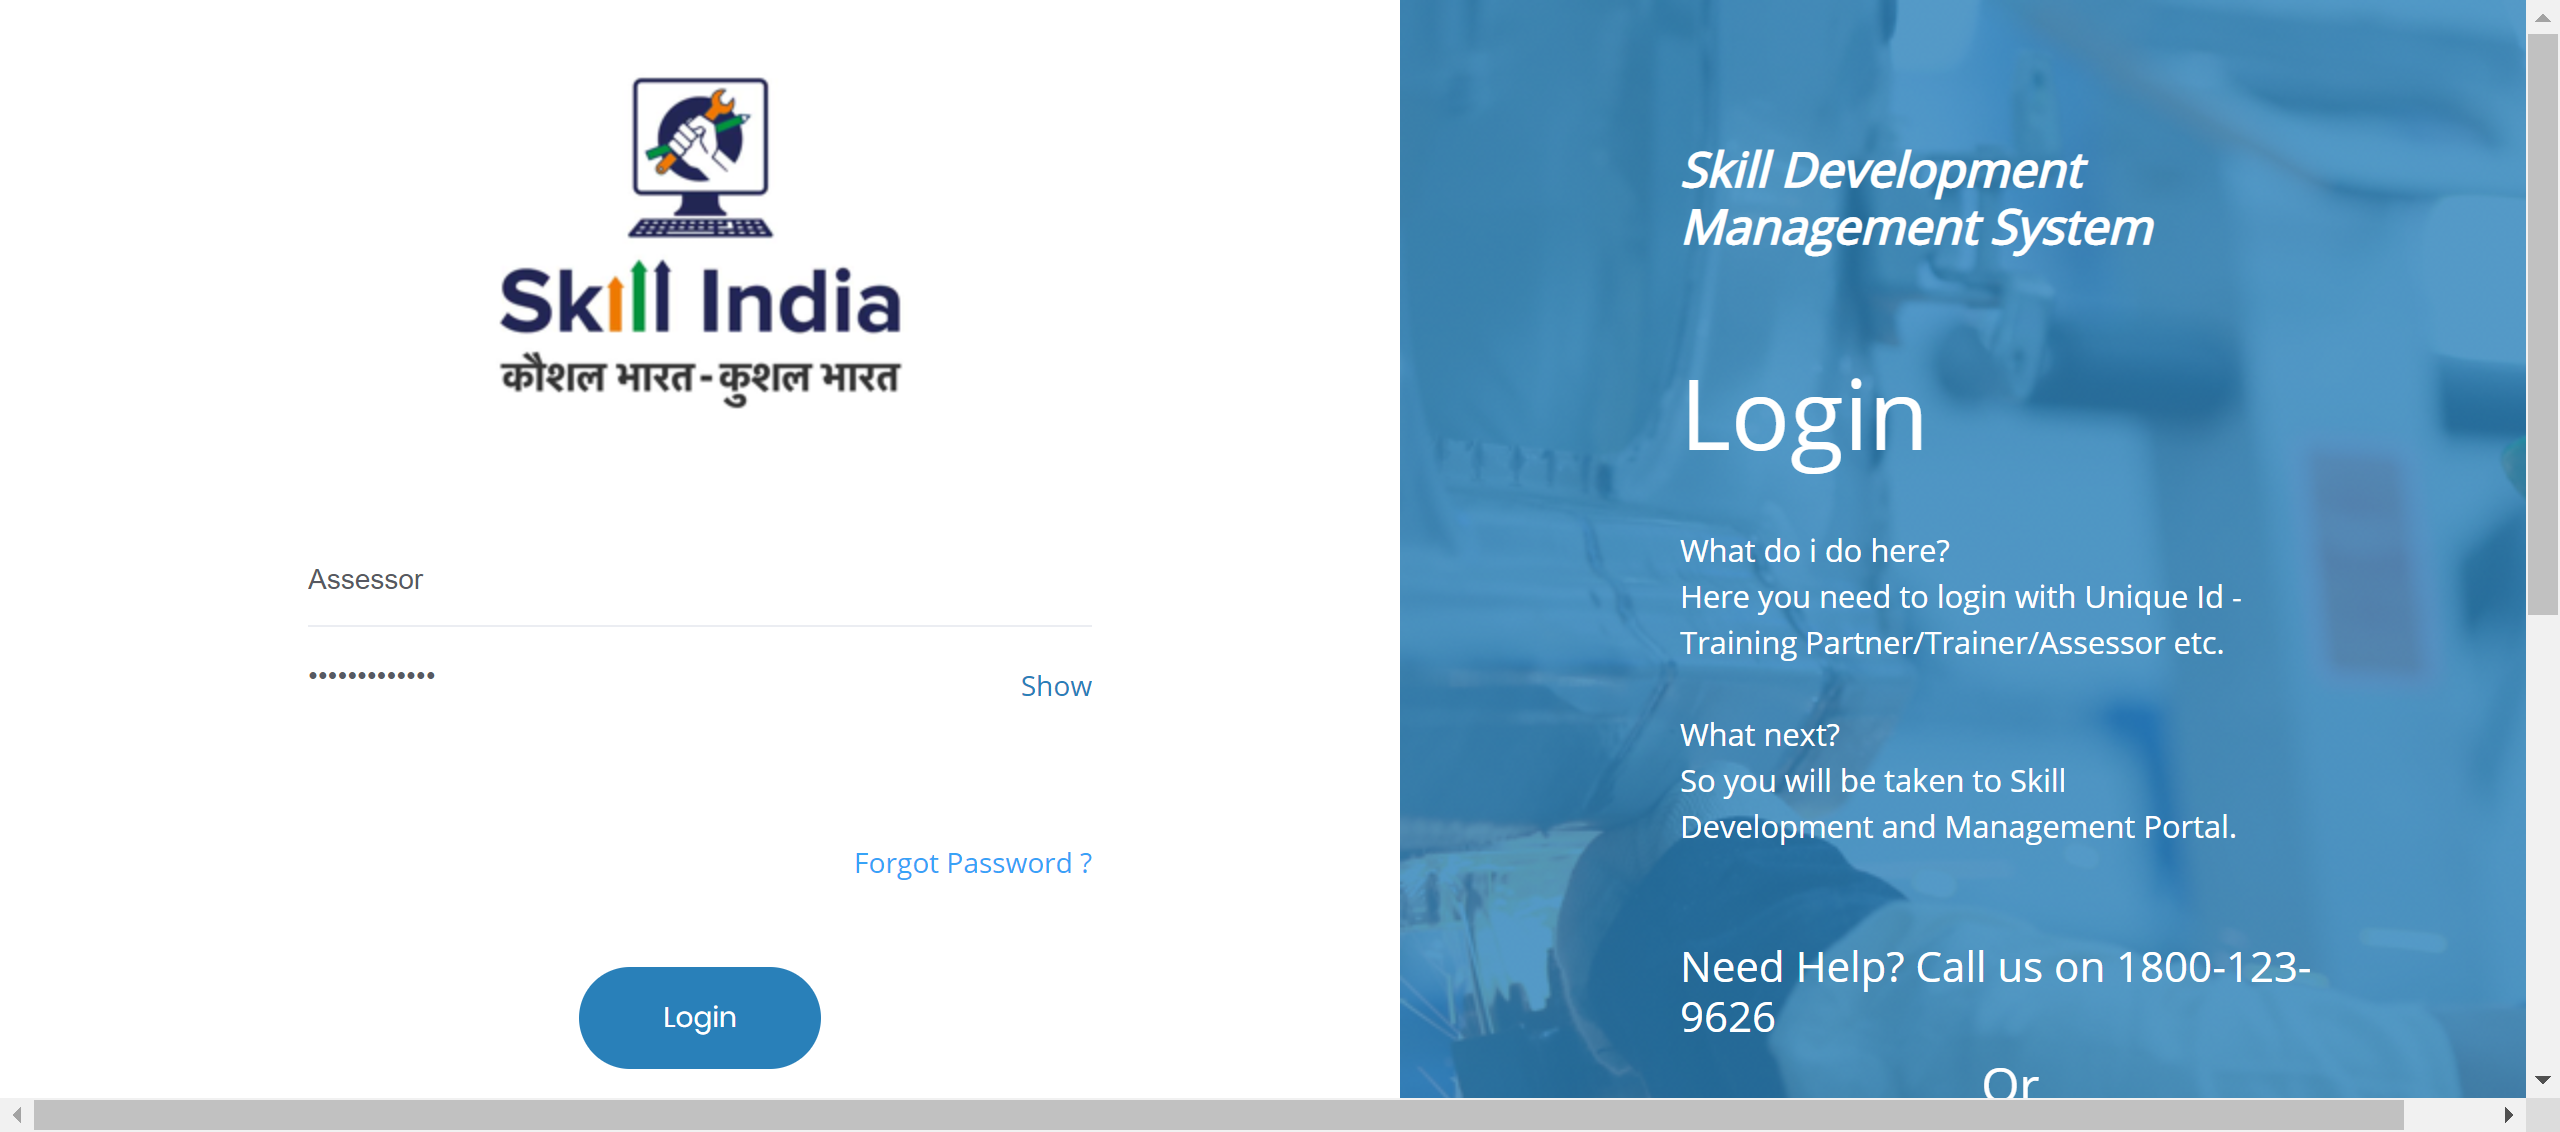 Skill India
कौशल भारत - कुशल भारत
Assessor
•••••••••••••
Show
Forgot Password ?
Login
Skill Development
Management System
Login
What do i do here?
Here you need to login with Unique Id -
Training Partner/Trainer/Assessor etc.
What next?
So you will be taken to Skill
Development and Management Portal.
Need Help? Call us on 1800-123-
9626
Or